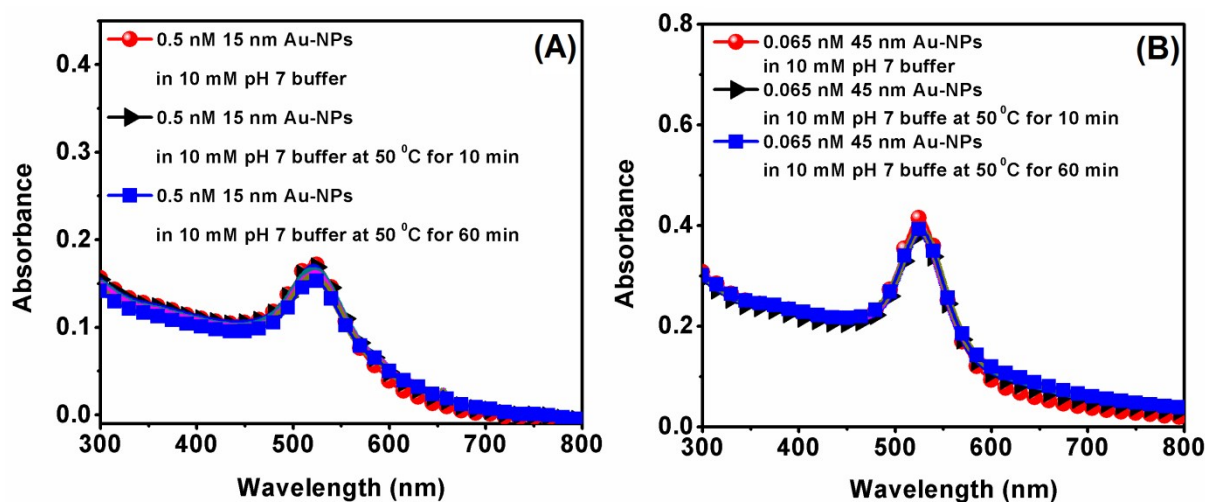 (A)
0.5 nM 15 nm Au-NPs
in 10 mM pH 7 buffer
0.5 nM 15 nm Au-NPs
in 10 mM pH 7 buffer at 50 ⁰C for 10 min
0.5 nM 15 nm Au-NPs
in 10 mM pH 7 buffer at 50 ⁰C for 60 min
Absorbance
0.4
0.3
0.2
0.1
0.0
300 400 500 600 700 800
Wavelength (nm)
(B)
0.065 nM 45 nm Au-NPs
in 10 mM pH 7 buffer
0.065 nM 45 nm Au-NPs
in 10 mM pH 7 buffe at 50 ⁰C for 10 min
0.065 nM 45 nm Au-NPs
in 10 mM pH 7 buffe at 50 ⁰C for 60 min
Absorbance
0.8
0.6
0.4
0.2
0.0
300 400 500 600 700 800
Wavelength (nm)